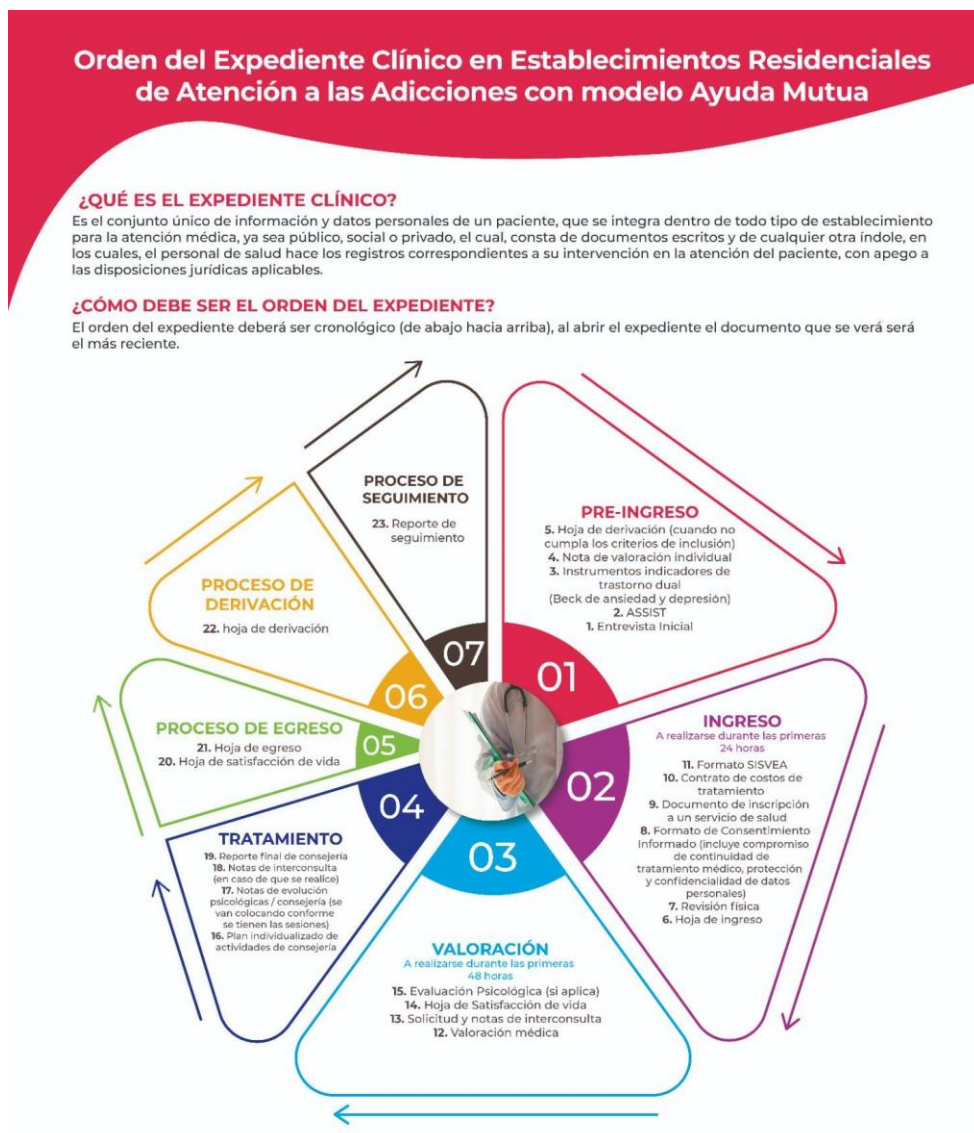 Orden del Expediente Clínico en Establecimientos Residenciales
de Atención a las Adicciones con modelo Ayuda Mutua
¿QUÉ ES EL EXPEDIENTE CLÍNICO?
Es el conjunto único de información y datos personales de un paciente, que se integra dentro de todo tipo de establecimiento
para la atención médica, ya sea público, social o privado, el cual, consta de documentos escritos y de cualquier otra índole, en
los cuales, el personal de salud hace los registros correspondientes a su intervención en la atención del paciente, con apego a
las disposiciones jurídicas aplicables.
¿CÓMO DEBE SER EL ORDEN DEL EXPEDIENTE?
El orden del expediente deberá ser cronológico (de abajo hacia arriba), al abrir el expediente el documento que se verá será
el más reciente.
PRE-INGRESO
5. Hoja de derivación (cuando no
cumpla los criterios de inclusión)
4. Nota de valoración individual
3. Instrumentos indicadores de
trastorno dual
(Beck de ansiedad y depresión)
2. ASSIST
1. Entrevista Inicial
01
INGRESO
A realizarse durante las primeras
24 horas
11. Formato SISVEA
10. Contrato de costos de
tratamiento
9. Documento de inscripción
a un servicio de salud
8. Formato de Consentimiento
Informado (incluye compromiso
de continuidad de
tratamiento médico, protección
y confidencialidad de datos
personales)
7. Revisión física
6. Hoja de ingreso
02
03
VALORACIÓN
A realizarse durante las primeras
48 horas
15. Evaluación Psicológica (si aplica)
14. Hoja de Satisfacción de vida
13. Solicitud y notas de interconsulta
12. Valoración médica
04
TRATAMIENTO
19. Reporte final de consejería
18. Notas de interconsulta
(en caso de que se realice)
17. Notas de evolución
psicológicas / consejería (se
van colocando conforme
se tienen las sesiones)
16. Plan individualizado de
actividades de consejería
PROCESO DE EGRESO
21. Hoja de egreso
20. Hoja de satisfacción de vida
05
PROCESO DE
DERIVACIÓN
22. hoja de derivación
06
PROCESO DE
SEGUIMIENTO
23. Reporte de
seguimiento
07